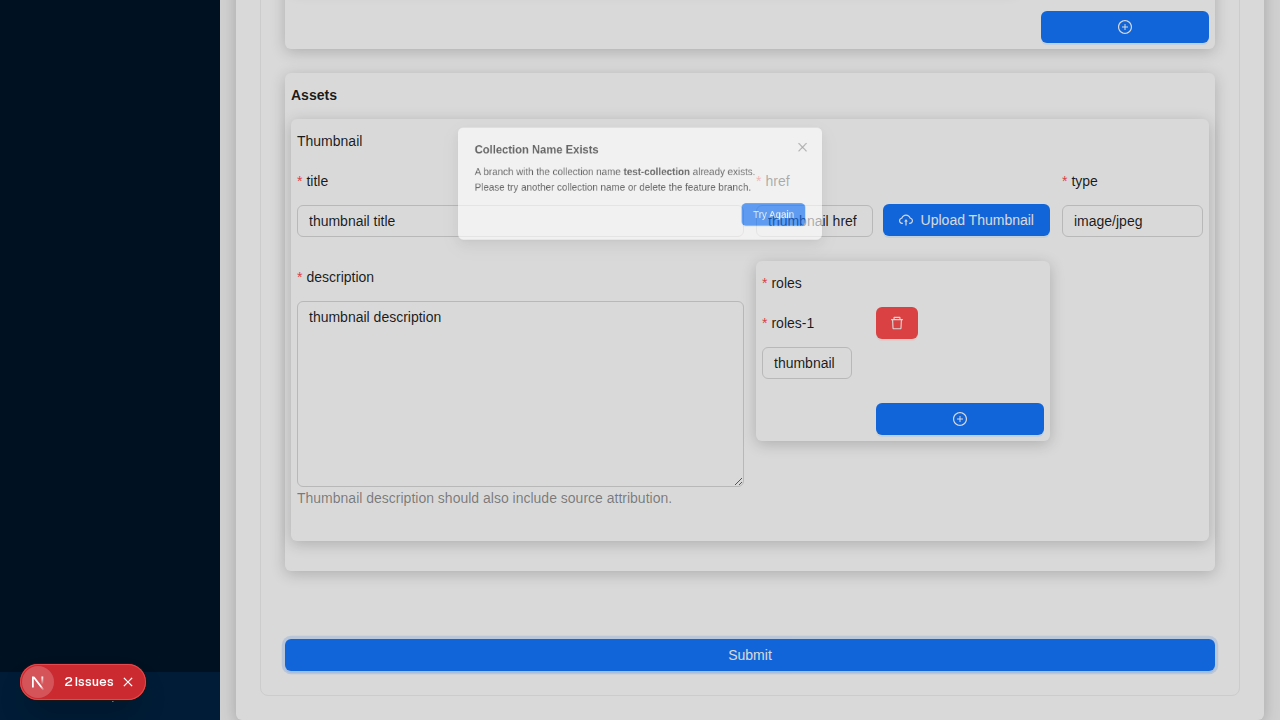 Assets
Thumbnail
Collection Name Exists
A branch with the collection name test-collection already exists.
Please try another collection name or delete the feature branch.
Try Again
* title
* href
* type
thumbnail title
thumbnail href
Upload Thumbnail
image/jpeg
* description
* roles
thumbnail description
* roles-1
thumbnail
Thumbnail description should also include source attribution.
Submit
2 Issues